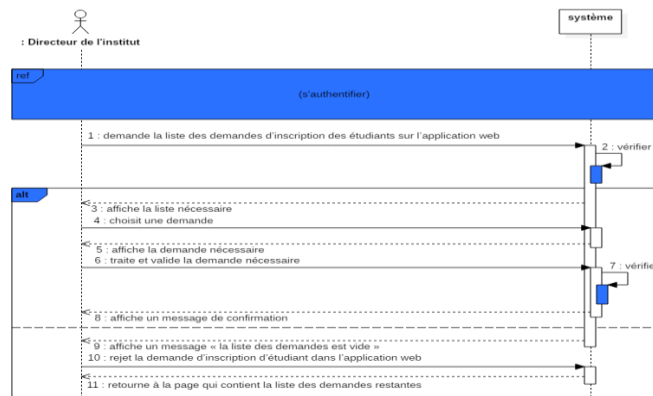 système
: Directeur de l'institut
ref
(s'authentifier)
1 : demande la liste des demandes d'inscription des étudiants sur l'application web
2 : vérifier
alt
3 : affiche la liste nécessaire
4 : choisit une demande
5 : affiche la demande nécessaire
6 : traite et valide la demande nécessaire
7 : vérifie
8 : affiche un message de confirmation
9 : affiche un message « la liste des demandes est vide »
10 : rejet la demande d'inscription d'étudiant dans l'application web
11 : retourne à la page qui contient la liste des demandes restantes